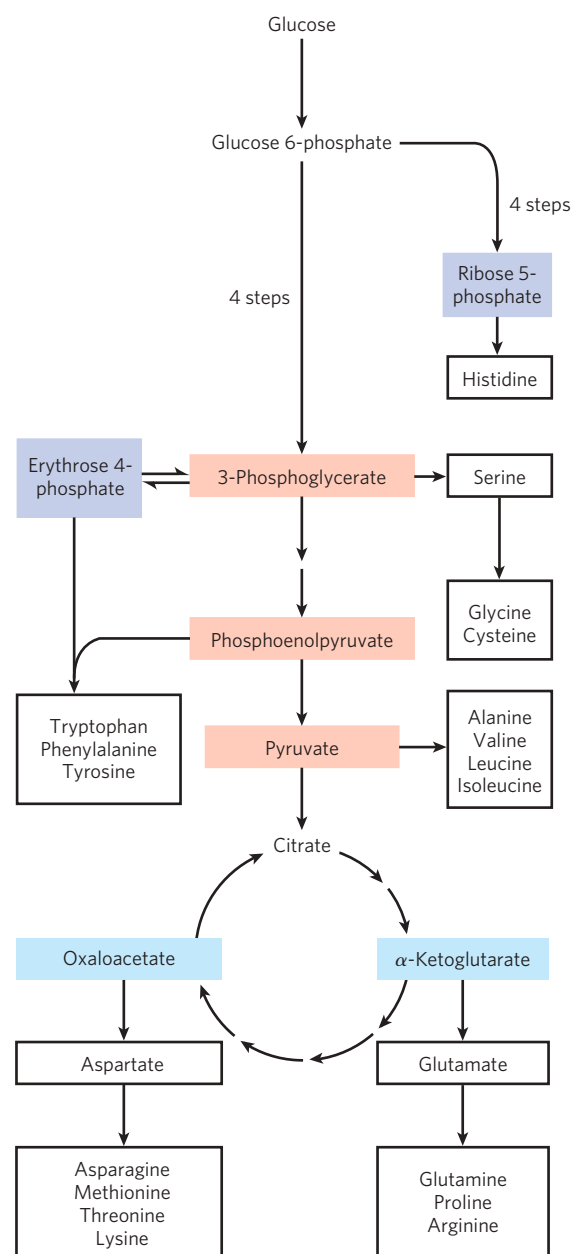 Glucose
Glucose 6-phosphate
4 steps
Ribose 5-
phosphate
4 steps
Histidine
Erythrose 4-
phosphate
3-Phosphoglycerate
Serine
Glycine
Cysteine
Phosphoenolpyruvate
Tryptophan
Phenylalanine
Tyrosine
Pyruvate
Alanine
Valine
Leucine
Isoleucine
Citrate
Oxaloacetate
α-Ketoglutarate
Aspartate
Glutamate
Asparagine
Methionine
Threonine
Lysine
Glutamine
Proline
Arginine